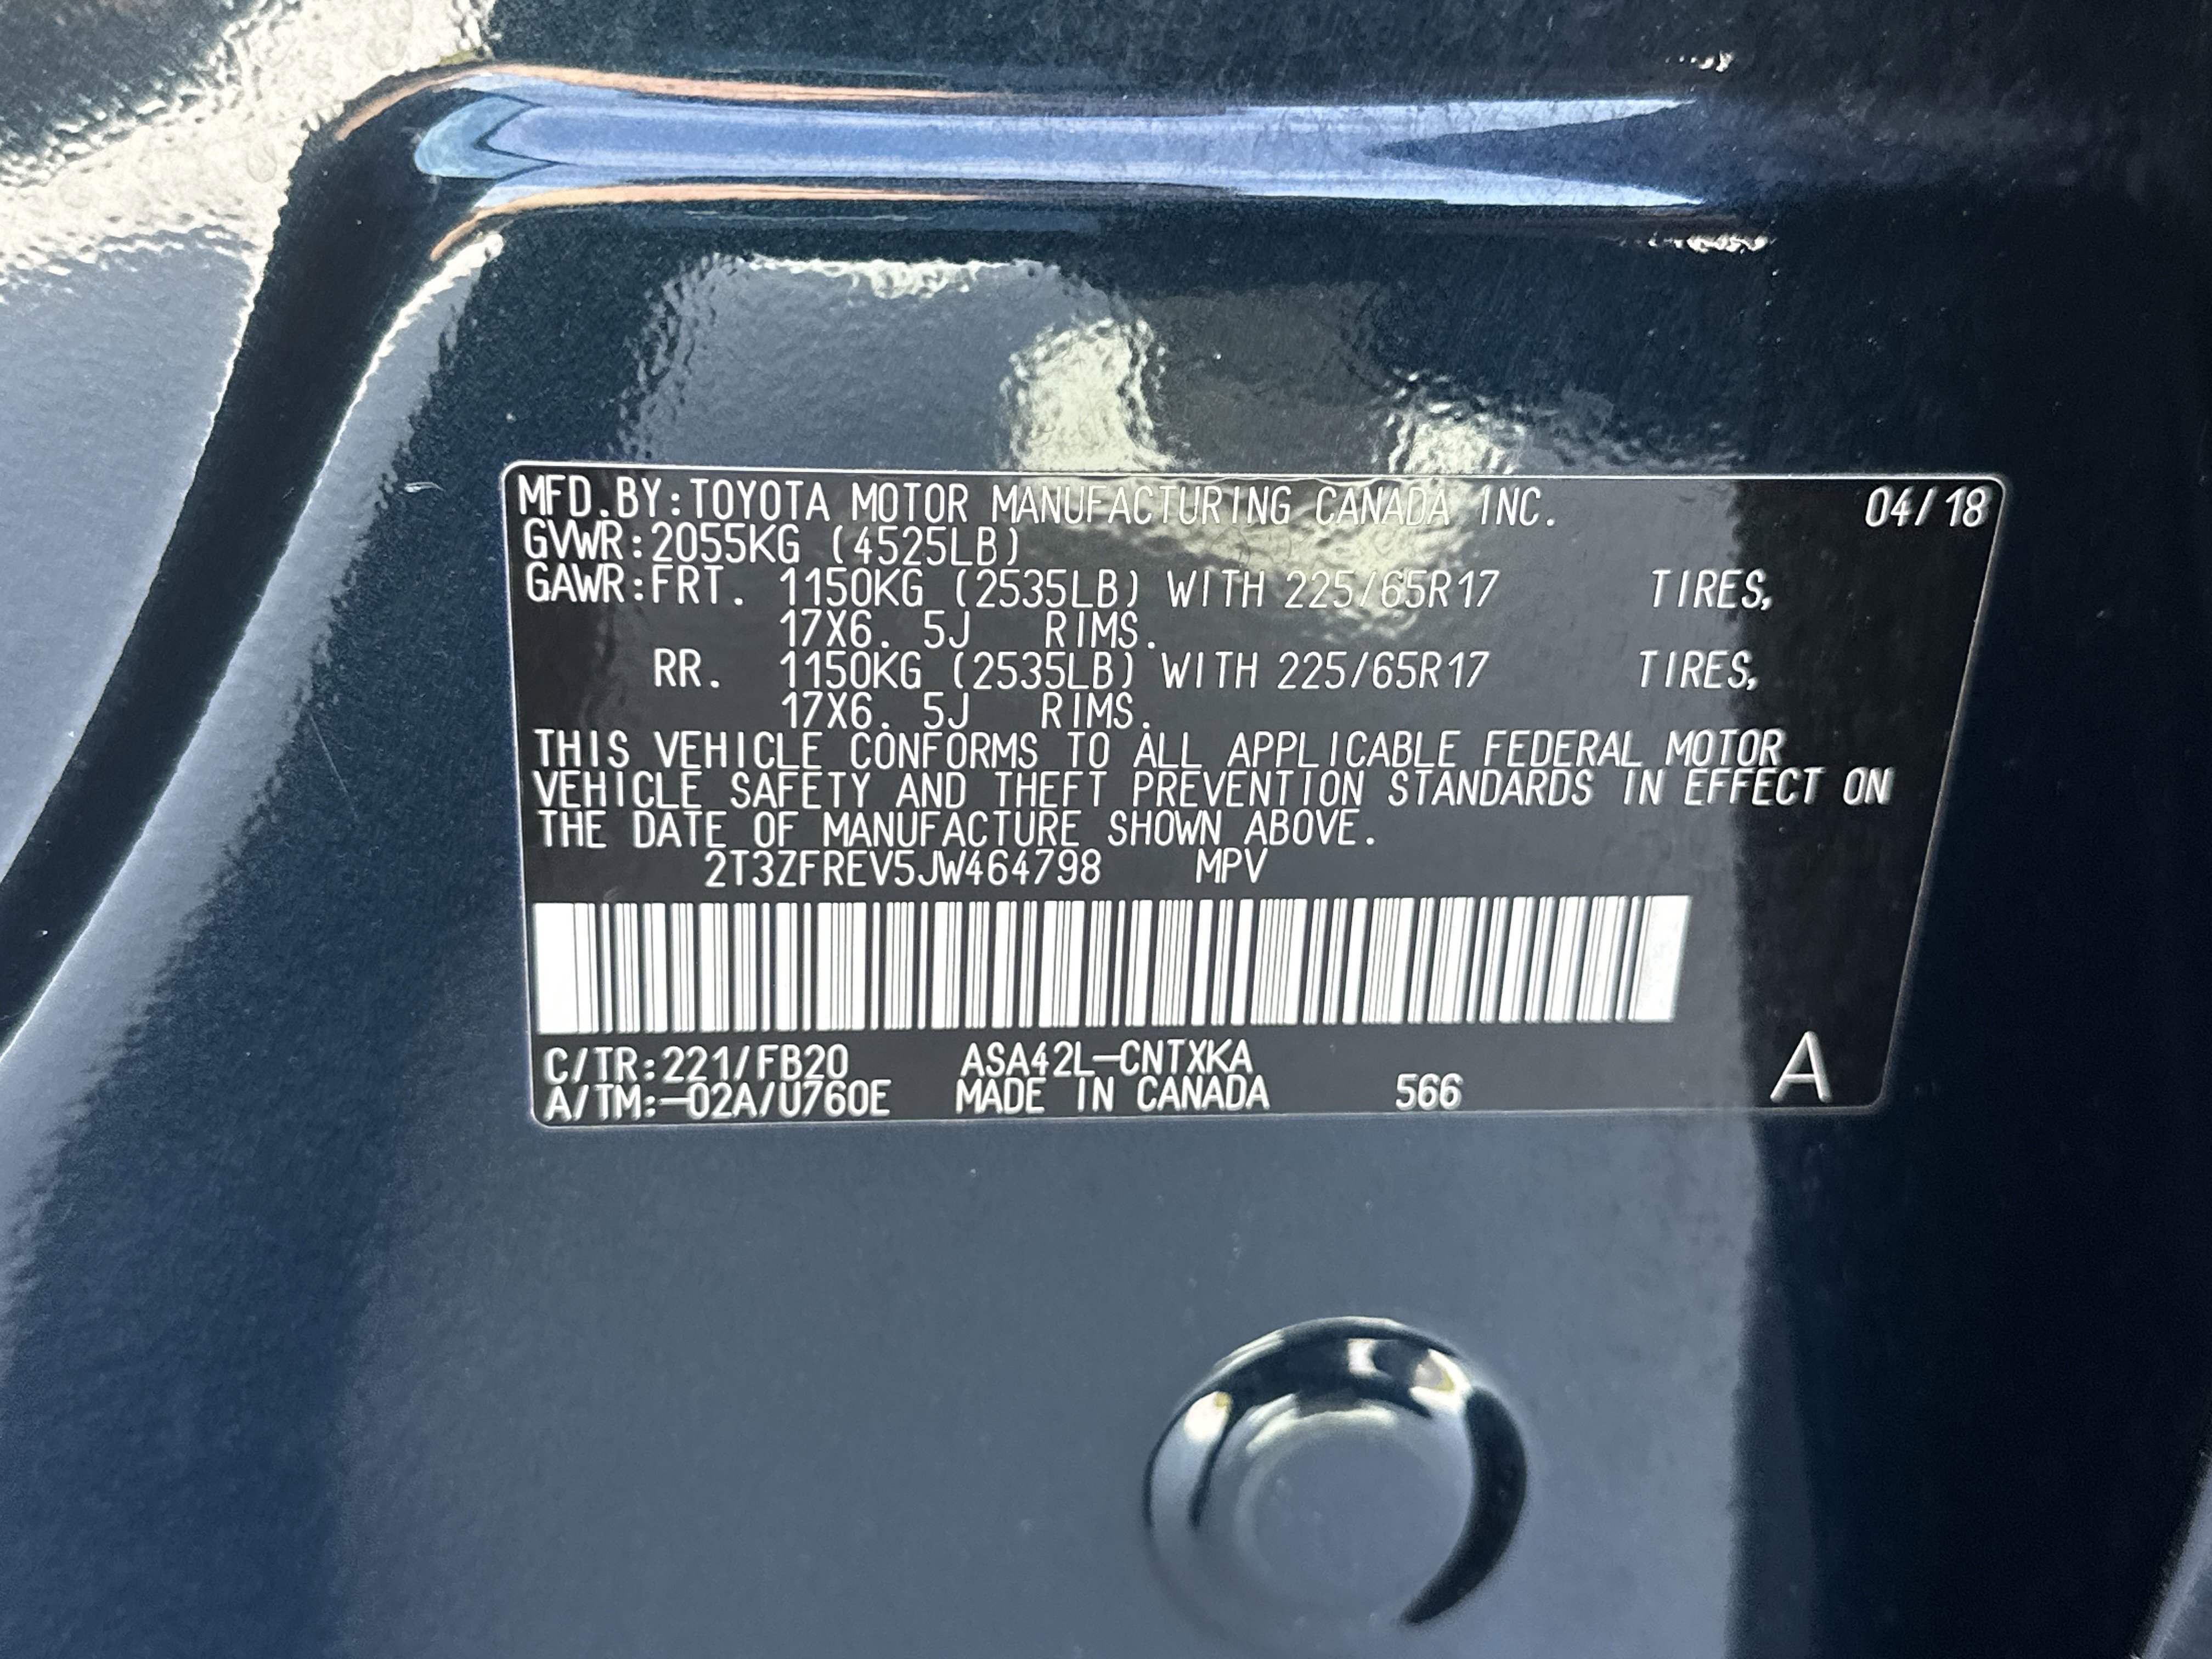 MFD.BY:TOYOTA MOTOR MANUFACTURING CANADA INC. 04/18
GVWR:2055KG (4525LB)
GAWR:FRT. 1150KG (2535LB) WITH 225/65R17 TIRES,
17X6. 5J RIMS.
RR. 1150KG (2535LB) WITH 225/65R17 TIRES,
17X6. 5J RIMS.
THIS VEHICLE CONFORMS TO ALL APPLICABLE FEDERAL MOTOR
VEHICLE SAFETY AND THEFT PREVENTION STANDARDS IN EFFECT ON
THE DATE OF MANUFACTURE SHOWN ABOVE.
2T3ZFREV5JW464798 MPV
C/TR:221/FB20 ASA42L-CNTXKA
A/TM:-02A/U760E MADE IN CANADA 566 A